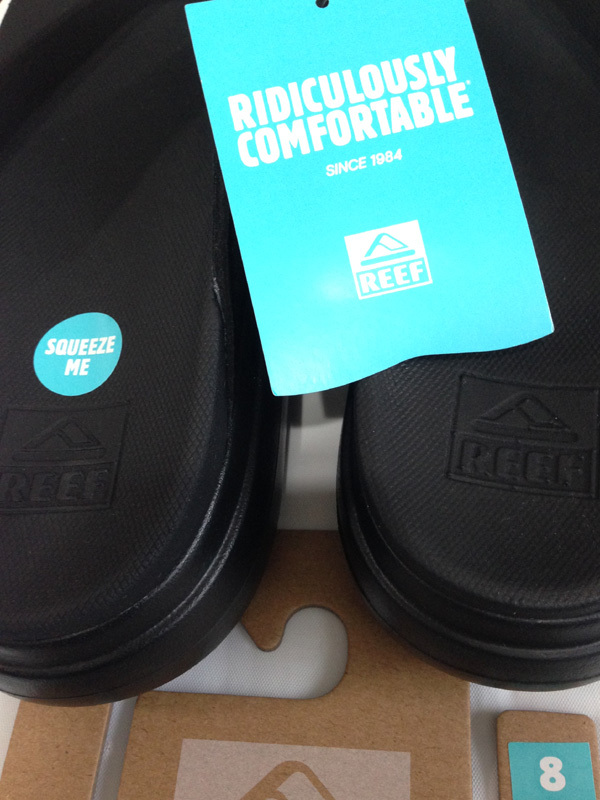 RIDICULOUSLY
COMFORTABLE
SINCE 1984
REEF
SQUEEZE
ME
REEF
REEF
8